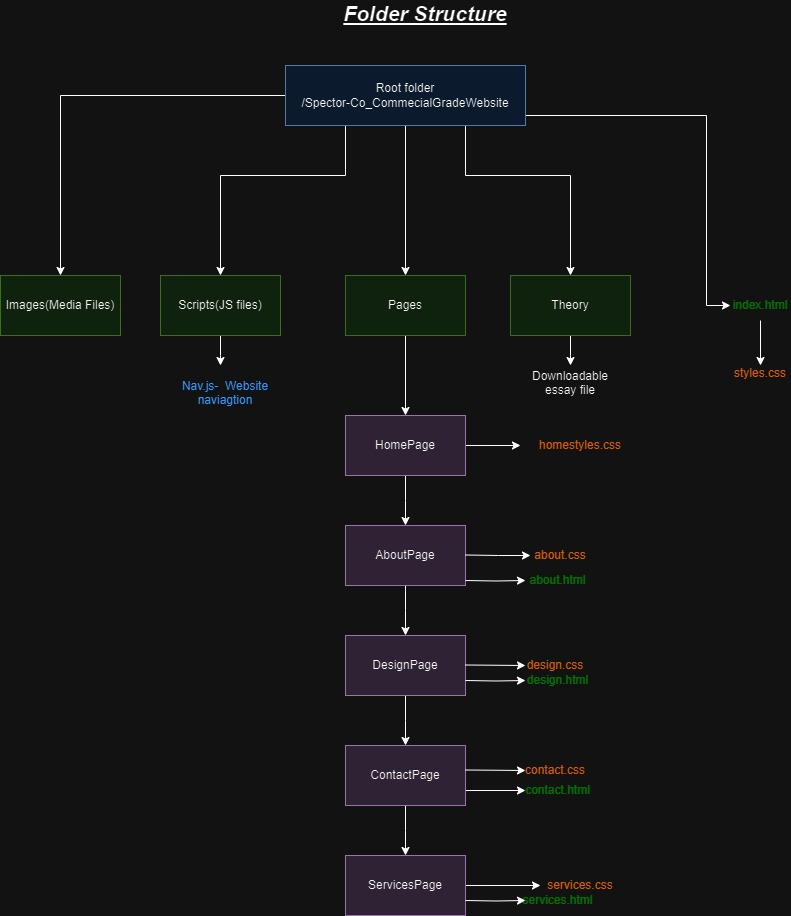 Folder Structure
Root folder
/Spector-Co_CommecialGradeWebsite
Images(Media Files)
Scripts(JS files)
Pages
Theory
index.html
styles.css
Nav.js-  Website
naviagtion
Downloadable
essay file
HomePage
homestyles.css
AboutPage
about.css
about.html
DesignPage
design.css
design.html
ContactPage
contact.css
contact.html
ServicesPage
services.css
services.html